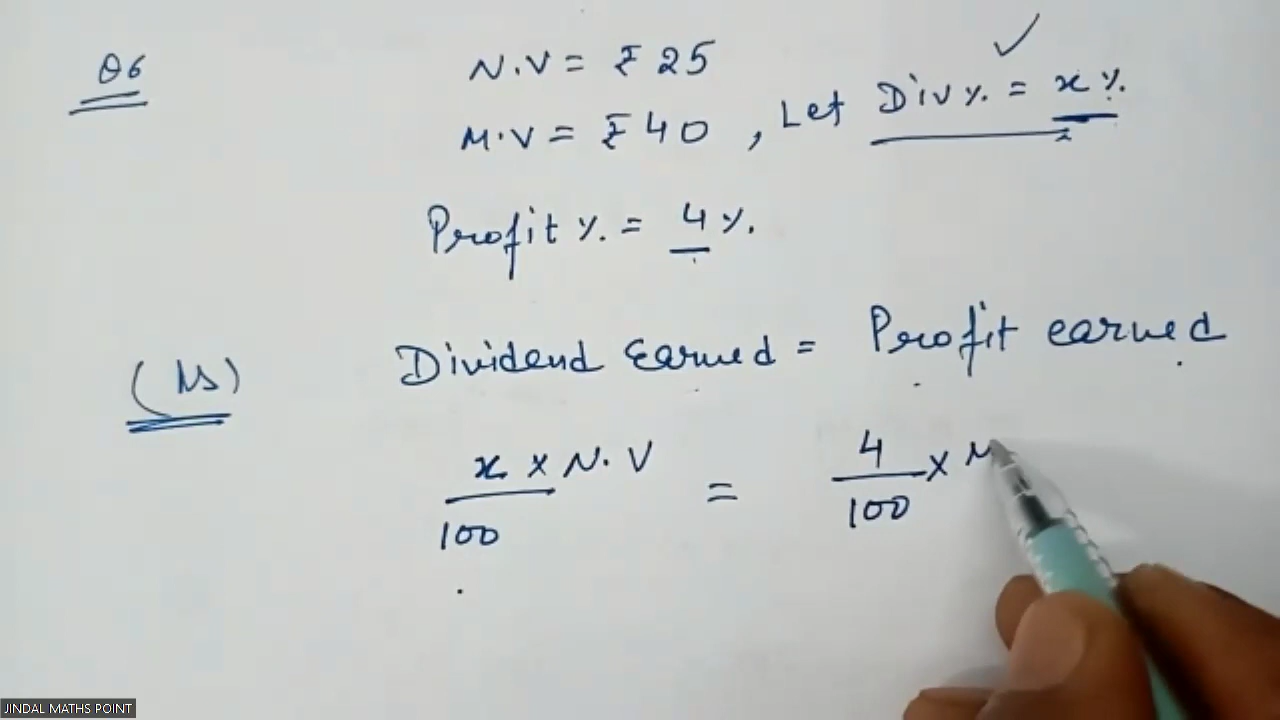 Q6
N.V = ₹ 25
M.V = ₹ 40 , Let Div %. = x %.
Profit %. = 4 %.
Dividend Earned = Profit earned
x × N.V / 100 = 4 / 100 × M
JINDAL MATHS POINT